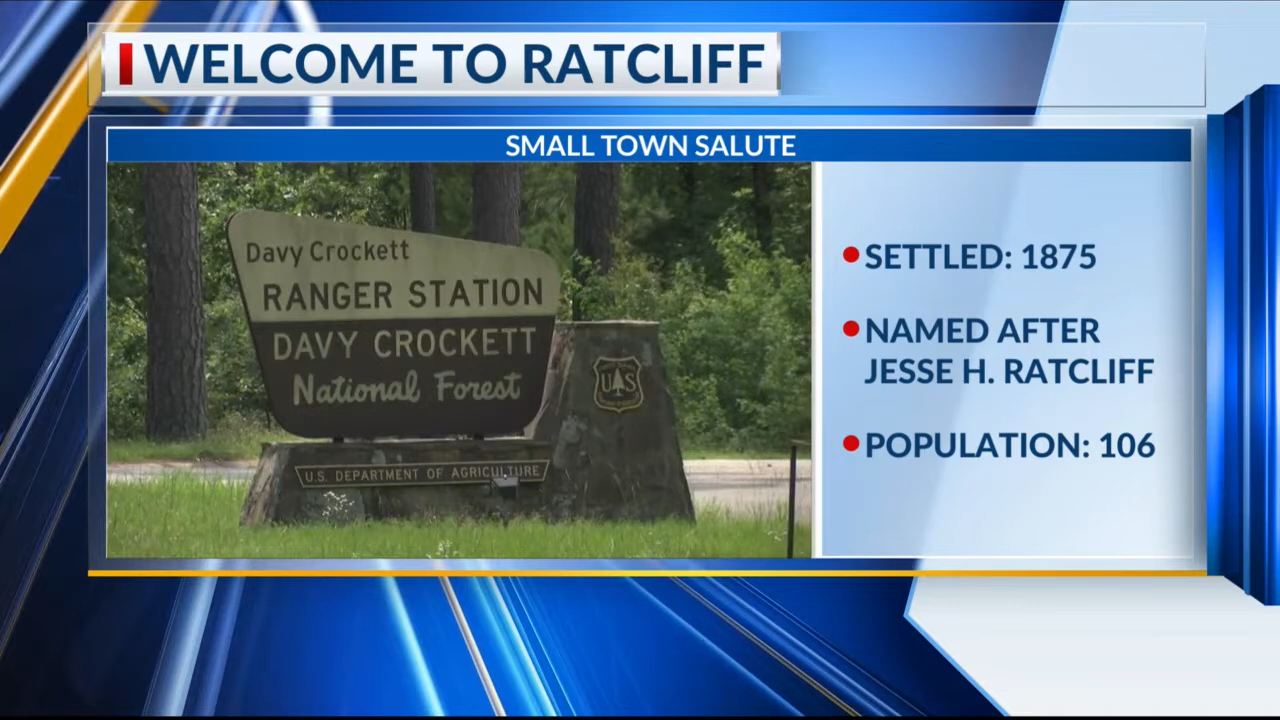 WELCOME TO RATCLIFF
SMALL TOWN SALUTE
Davy Crockett
RANGER STATION
DAVY CROCKETT
National Forest
US
U.S. DEPARTMENT OF AGRICULTURE
SETTLED: 1875
NAMED AFTER
JESSE H. RATCLIFF
POPULATION: 106